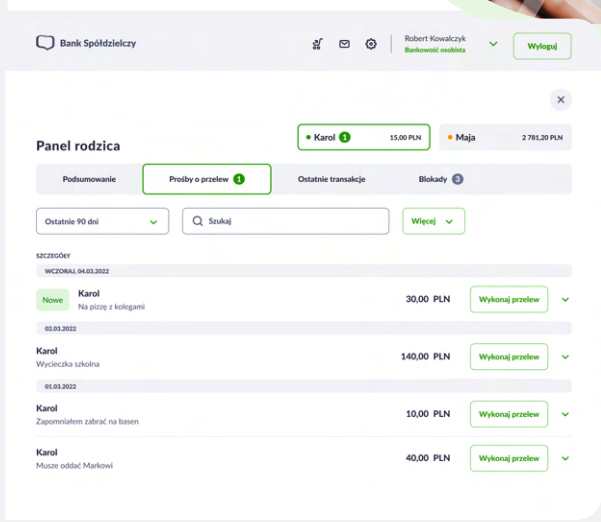 Bank Spółdzielczy
Robert Kowalczyk
Bankowość osobista
Wyloguj
Panel rodzica
Karol 1 15,00 PLN
Maja 2 781,20 PLN
Podsumowanie
Prośby o przelew 1
Ostatnie transakcje
Blokady 3
Ostatnie 90 dni
Szukaj
Więcej
SZCZEGÓŁY
WCZORAJ, 04.03.2022
Nowe
Karol
Na pizzę z kolegami
30,00 PLN
Wykonaj przelew
02.03.2022
Karol
Wycieczka szkolna
140,00 PLN
Wykonaj przelew
01.03.2022
Karol
Zapomniałem zabrać na basen
10,00 PLN
Wykonaj przelew
Karol
Musze oddać Markowi
40,00 PLN
Wykonaj przelew